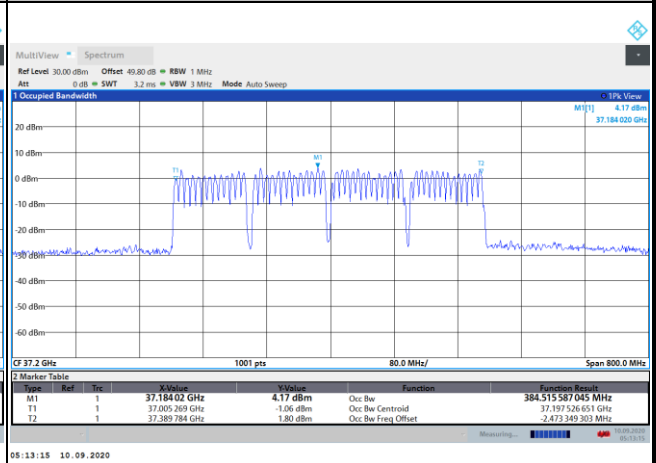 MultiView Spectrum
Ref Level 30.00 dBm Offset 49.80 dB RBW 1 MHz
Att 0 dB SWT 3.2 ms VBW 3 MHz Mode Auto Sweep
1 Occupied Bandwidth 1Pk View
M1[1] 4.17 dBm
37.184 020 GHz
20 dBm
10 dBm
M1
T1
T2
0 dBm
-10 dBm
-20 dBm
-30 dBm
-40 dBm
-50 dBm
-60 dBm
CF 37.2 GHz 1001 pts 80.0 MHz/ Span 800.0 MHz
2 Marker Table
Type Ref Trc X-Value Y-Value Function Function Result
M1 1 37.184 02 GHz 4.17 dBm Occ Bw 384.515 587 045 MHz
T1 1 37.005 269 GHz -1.06 dBm Occ Bw Centroid 37.197 526 651 GHz
T2 1 37.389 784 GHz 1.80 dBm Occ Bw Freq Offset -2.473 349 303 MHz
Measuring... 10.09.2020
05:13:15
05:13:15 10.09.2020